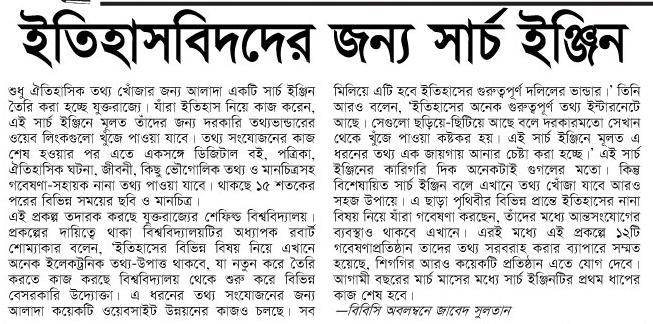 ইতিহাসবিদদের জন্য সার্চ ইঞ্জিন
শুধু ঐতিহাসিক তথ্য খোঁজার জন্য আলাদা একটি সার্চ ইঞ্জিন
তৈরি করা হচ্ছে যুক্তরাজ্যে। যাঁরা ইতিহাস নিয়ে কাজ করেন,
এই সার্চ ইঞ্জিনে মূলত তাঁদের জন্য দরকারি তথ্যভান্ডারের
ওয়েব লিংকগুলো খুঁজে পাওয়া যাবে। তথ্য সংযোজনের কাজ
শেষ হওয়ার পর এতে একসঙ্গে ডিজিটাল বই, পত্রিকা,
ঐতিহাসিক ঘটনা, জীবনী, কিছু ভৌগোলিক তথ্য ও মানচিত্রসহ
গবেষণা-সহায়ক নানা তথ্য পাওয়া যাবে। থাকছে ১৫ শতকের
পরের বিভিন্ন সময়ের ছবি ও মানচিত্র।
এই প্রকল্প তদারক করছে যুক্তরাজ্যের শেফিল্ড বিশ্ববিদ্যালয়।
প্রকল্পের দায়িত্বে থাকা বিশ্ববিদ্যালয়টির অধ্যাপক রবার্ট
শোম্যাকার বলেন, ‘ইতিহাসের বিভিন্ন বিষয় নিয়ে এখানে
অনেক ইলেকট্রনিক তথ্য-উপাত্ত থাকবে, যা নতুন করে তৈরি
করতে কাজ করছে বিশ্ববিদ্যালয় থেকে শুরু করে বিভিন্ন
বেসরকারি উদ্যোক্তা। এ ধরনের তথ্য সংযোজনের জন্য
আলাদা কয়েকটি ওয়েবসাইট উন্নয়নের কাজও চলছে। সব
মিলিয়ে এটি হবে ইতিহাসের গুরুত্বপূর্ণ দলিলের ভান্ডার।’ তিনি
আরও বলেন, ‘ইতিহাসের অনেক গুরুত্বপূর্ণ তথ্য ইন্টারনেটে
আছে। সেগুলো ছড়িয়ে-ছিটিয়ে আছে বলে দরকারমতো সেখান
থেকে খুঁজে পাওয়া কষ্টকর হয়। এই সার্চ ইঞ্জিনে মূলত এ
ধরনের তথ্য এক জায়গায় আনার চেষ্টা করা হচ্ছে।’ এই সার্চ
ইঞ্জিনের কারিগরি দিক অনেকটাই গুগলের মতো। কিন্তু
বিশেষায়িত সার্চ ইঞ্জিন বলে এখানে তথ্য খোঁজা যাবে আরও
সহজ উপায়ে। এ ছাড়া পৃথিবীর বিভিন্ন প্রান্তে ইতিহাসের নানা
বিষয় নিয়ে যাঁরা গবেষণা করছেন, তাঁদের মধ্যে আন্তসংযোগের
ব্যবস্থাও থাকবে এখানে। এরই মধ্যে এই প্রকল্পে ১২টি
গবেষণাপ্রতিষ্ঠান তাদের তথ্য সরবরাহ করার ব্যাপারে সম্মত
হয়েছে, শিগগির আরও কয়েকটি প্রতিষ্ঠান এতে যোগ দেবে।
আগামী বছরের মার্চ মাসের মধ্যে সার্চ ইঞ্জিনটির প্রথম ধাপের
কাজ শেষ হবে।
—বিবিসি অবলম্বনে জাবেদ সুলতান